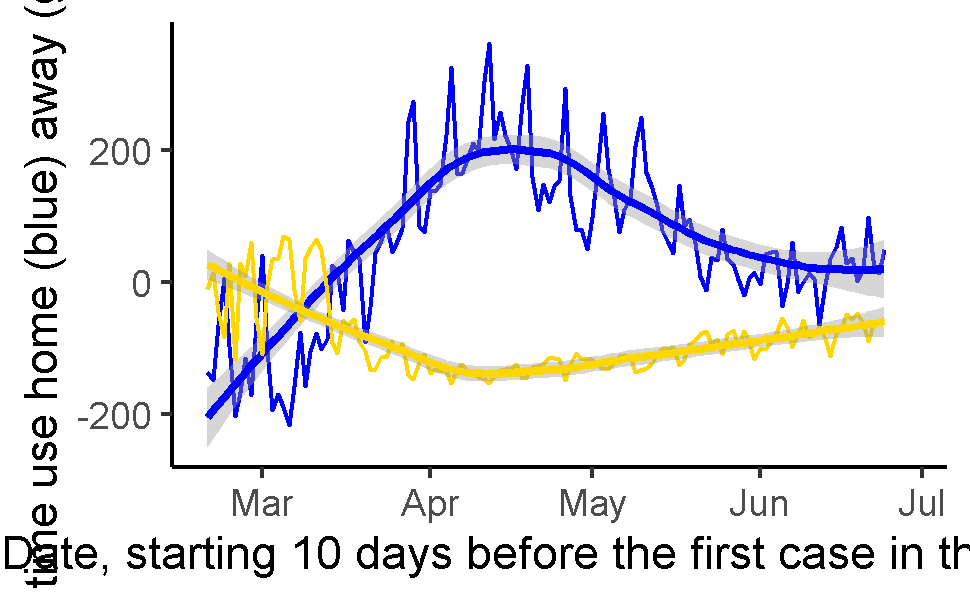 time use home (blue) away (
200
0
-200
Mar Apr May Jun Jul
Date, starting 10 days before the first case in th